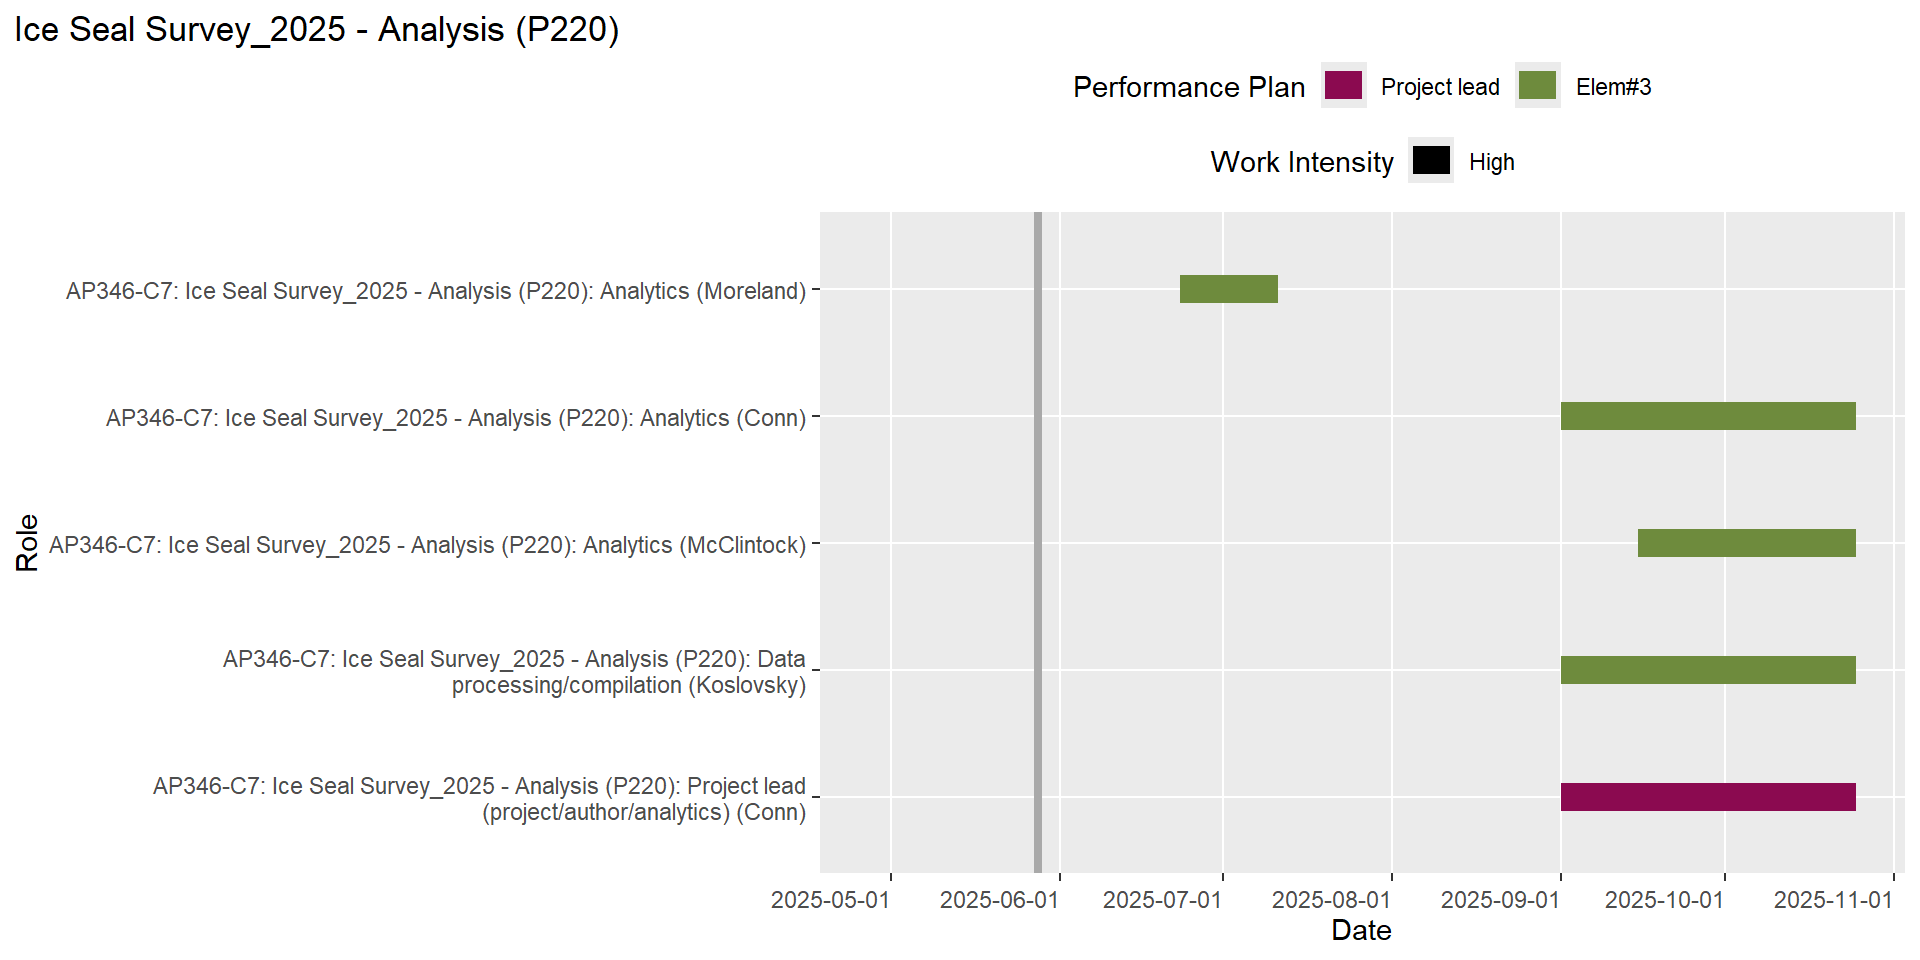 Ice Seal Survey_2025 - Analysis (P220)
Performance Plan Project lead Elem#3
Work Intensity High
AP346-C7: Ice Seal Survey_2025 - Analysis (P220): Analytics (Moreland)
AP346-C7: Ice Seal Survey_2025 - Analysis (P220): Analytics (Conn)
Role
AP346-C7: Ice Seal Survey_2025 - Analysis (P220): Analytics (McClintock)
AP346-C7: Ice Seal Survey_2025 - Analysis (P220): Data
processing/compilation (Koslovsky)
AP346-C7: Ice Seal Survey_2025 - Analysis (P220): Project lead
(project/author/analytics) (Conn)
2025-05-01 2025-06-01 2025-07-01 2025-08-01 2025-09-01 2025-10-01 2025-11-01
Date